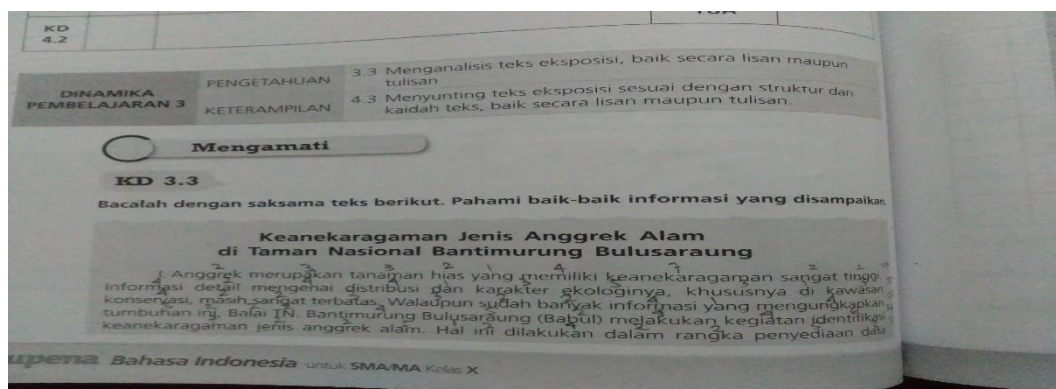 KD
4.2
DINAMIKA
PEMBELAJARAN 3
PENGETAHUAN
3.3 Menganalisis teks eksposisi, baik secara lisan maupun
tulisan
KETERAMPILAN
4.3 Menyunting teks eksposisi sesuai dengan struktur dan
kaidah teks, baik secara lisan maupun tulisan.
Mengamati
KD 3.3
Bacalah dengan saksama teks berikut. Pahami baik-baik informasi yang disampaikan.
Keanekaragaman Jenis Anggrek Alam
di Taman Nasional Bantimurung Bulusaraung
Anggrek merupakan tanaman hias yang memiliki keanekaragaman sangat tinggi.
Informasi detail mengenai distribusi dan karakter ekologinya, khususnya di kawasan
konservasi, masih sangat terbatas. Walaupun sudah banyak informasi yang mengungkapkan
tumbuhan ini, Balai TN. Bantimurung Bulusaraung (Babul) melakukan kegiatan identifikasi
keanekaragaman jenis anggrek alam. Hal ini dilakukan dalam rangka penyediaan data
upena Bahasa Indonesia untuk SMA/MA Kelas X